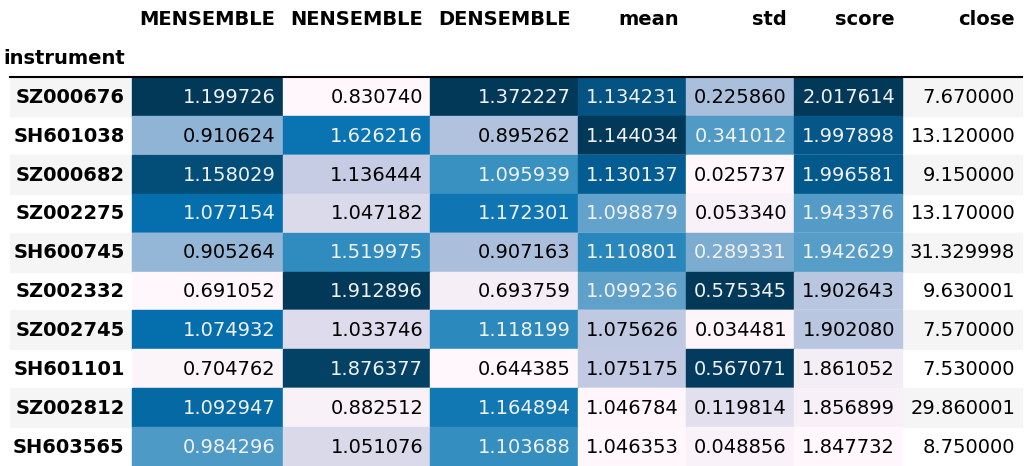 MENSEMBLE NENSEMBLE DENSEMBLE mean std score close
instrument
SZ000676 1.199726 0.830740 1.372227 1.134231 0.225860 2.017614 7.670000
SH601038 0.910624 1.626216 0.895262 1.144034 0.341012 1.997898 13.120000
SZ000682 1.158029 1.136444 1.095939 1.130137 0.025737 1.996581 9.150000
SZ002275 1.077154 1.047182 1.172301 1.098879 0.053340 1.943376 13.170000
SH600745 0.905264 1.519975 0.907163 1.110801 0.289331 1.942629 31.329998
SZ002332 0.691052 1.912896 0.693759 1.099236 0.575345 1.902643 9.630001
SZ002745 1.074932 1.033746 1.118199 1.075626 0.034481 1.902080 7.570000
SH601101 0.704762 1.876377 0.644385 1.075175 0.567071 1.861052 7.530000
SZ002812 1.092947 0.882512 1.164894 1.046784 0.119814 1.856899 29.860001
SH603565 0.984296 1.051076 1.103688 1.046353 0.048856 1.847732 8.750000